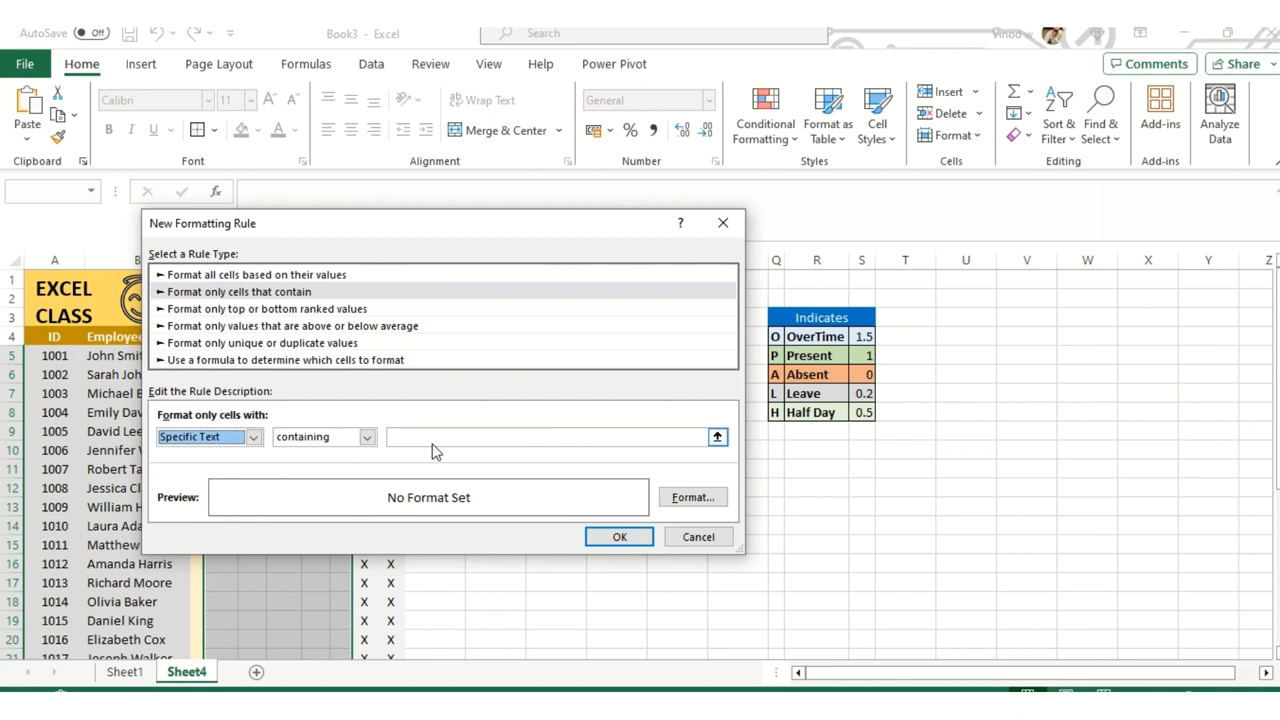 AutoSave Off Book3 - Excel Search Vinod w
File Home Insert Page Layout Formulas Data Review View Help Power Pivot Comments Share
Paste
Calibri 11 A A
B I U A
Wrap Text
Merge & Center
General
% ,
Conditional Formatting
Format as Table
Cell Styles
Insert
Delete
Format
Sort & Filter
Find & Select
Add-ins
Analyze Data
Clipboard Font Alignment Number Styles Cells Editing Add-ins
fx
New Formatting Rule ? 
Select a Rule Type:
► Format all cells based on their values
► Format only cells that contain
► Format only top or bottom ranked values
► Format only values that are above or below average
► Format only unique or duplicate values
► Use a formula to determine which cells to format
Edit the Rule Description:
Format only cells with:
Specific Text containing
Preview: No Format Set Format...
OK Cancel
A B Q R S T U V W X Y Z
1
2
3
4
5
6
7
8
9
10
11
12
13
14
15
16
17
18
19
20
21
EXCEL
CLASS
ID Employee
1001 John Smit
1002 Sarah Joh
1003 Michael B
1004 Emily Dav
1005 David Lee
1006 Jennifer
1007 Robert Ta
1008 Jessica Cl
1009 William H
1010 Laura Ada
1011 Matthew
1012 Amanda Harris X X
1013 Richard Moore X X
1014 Olivia Baker X X
1015 Daniel King X X
1016 Elizabeth Cox X X
1017 Joseph Walker X X
Indicates
O OverTime 1.5
P Present 1
A Absent 0
L Leave 0.2
H Half Day 0.5
Sheet1 Sheet4